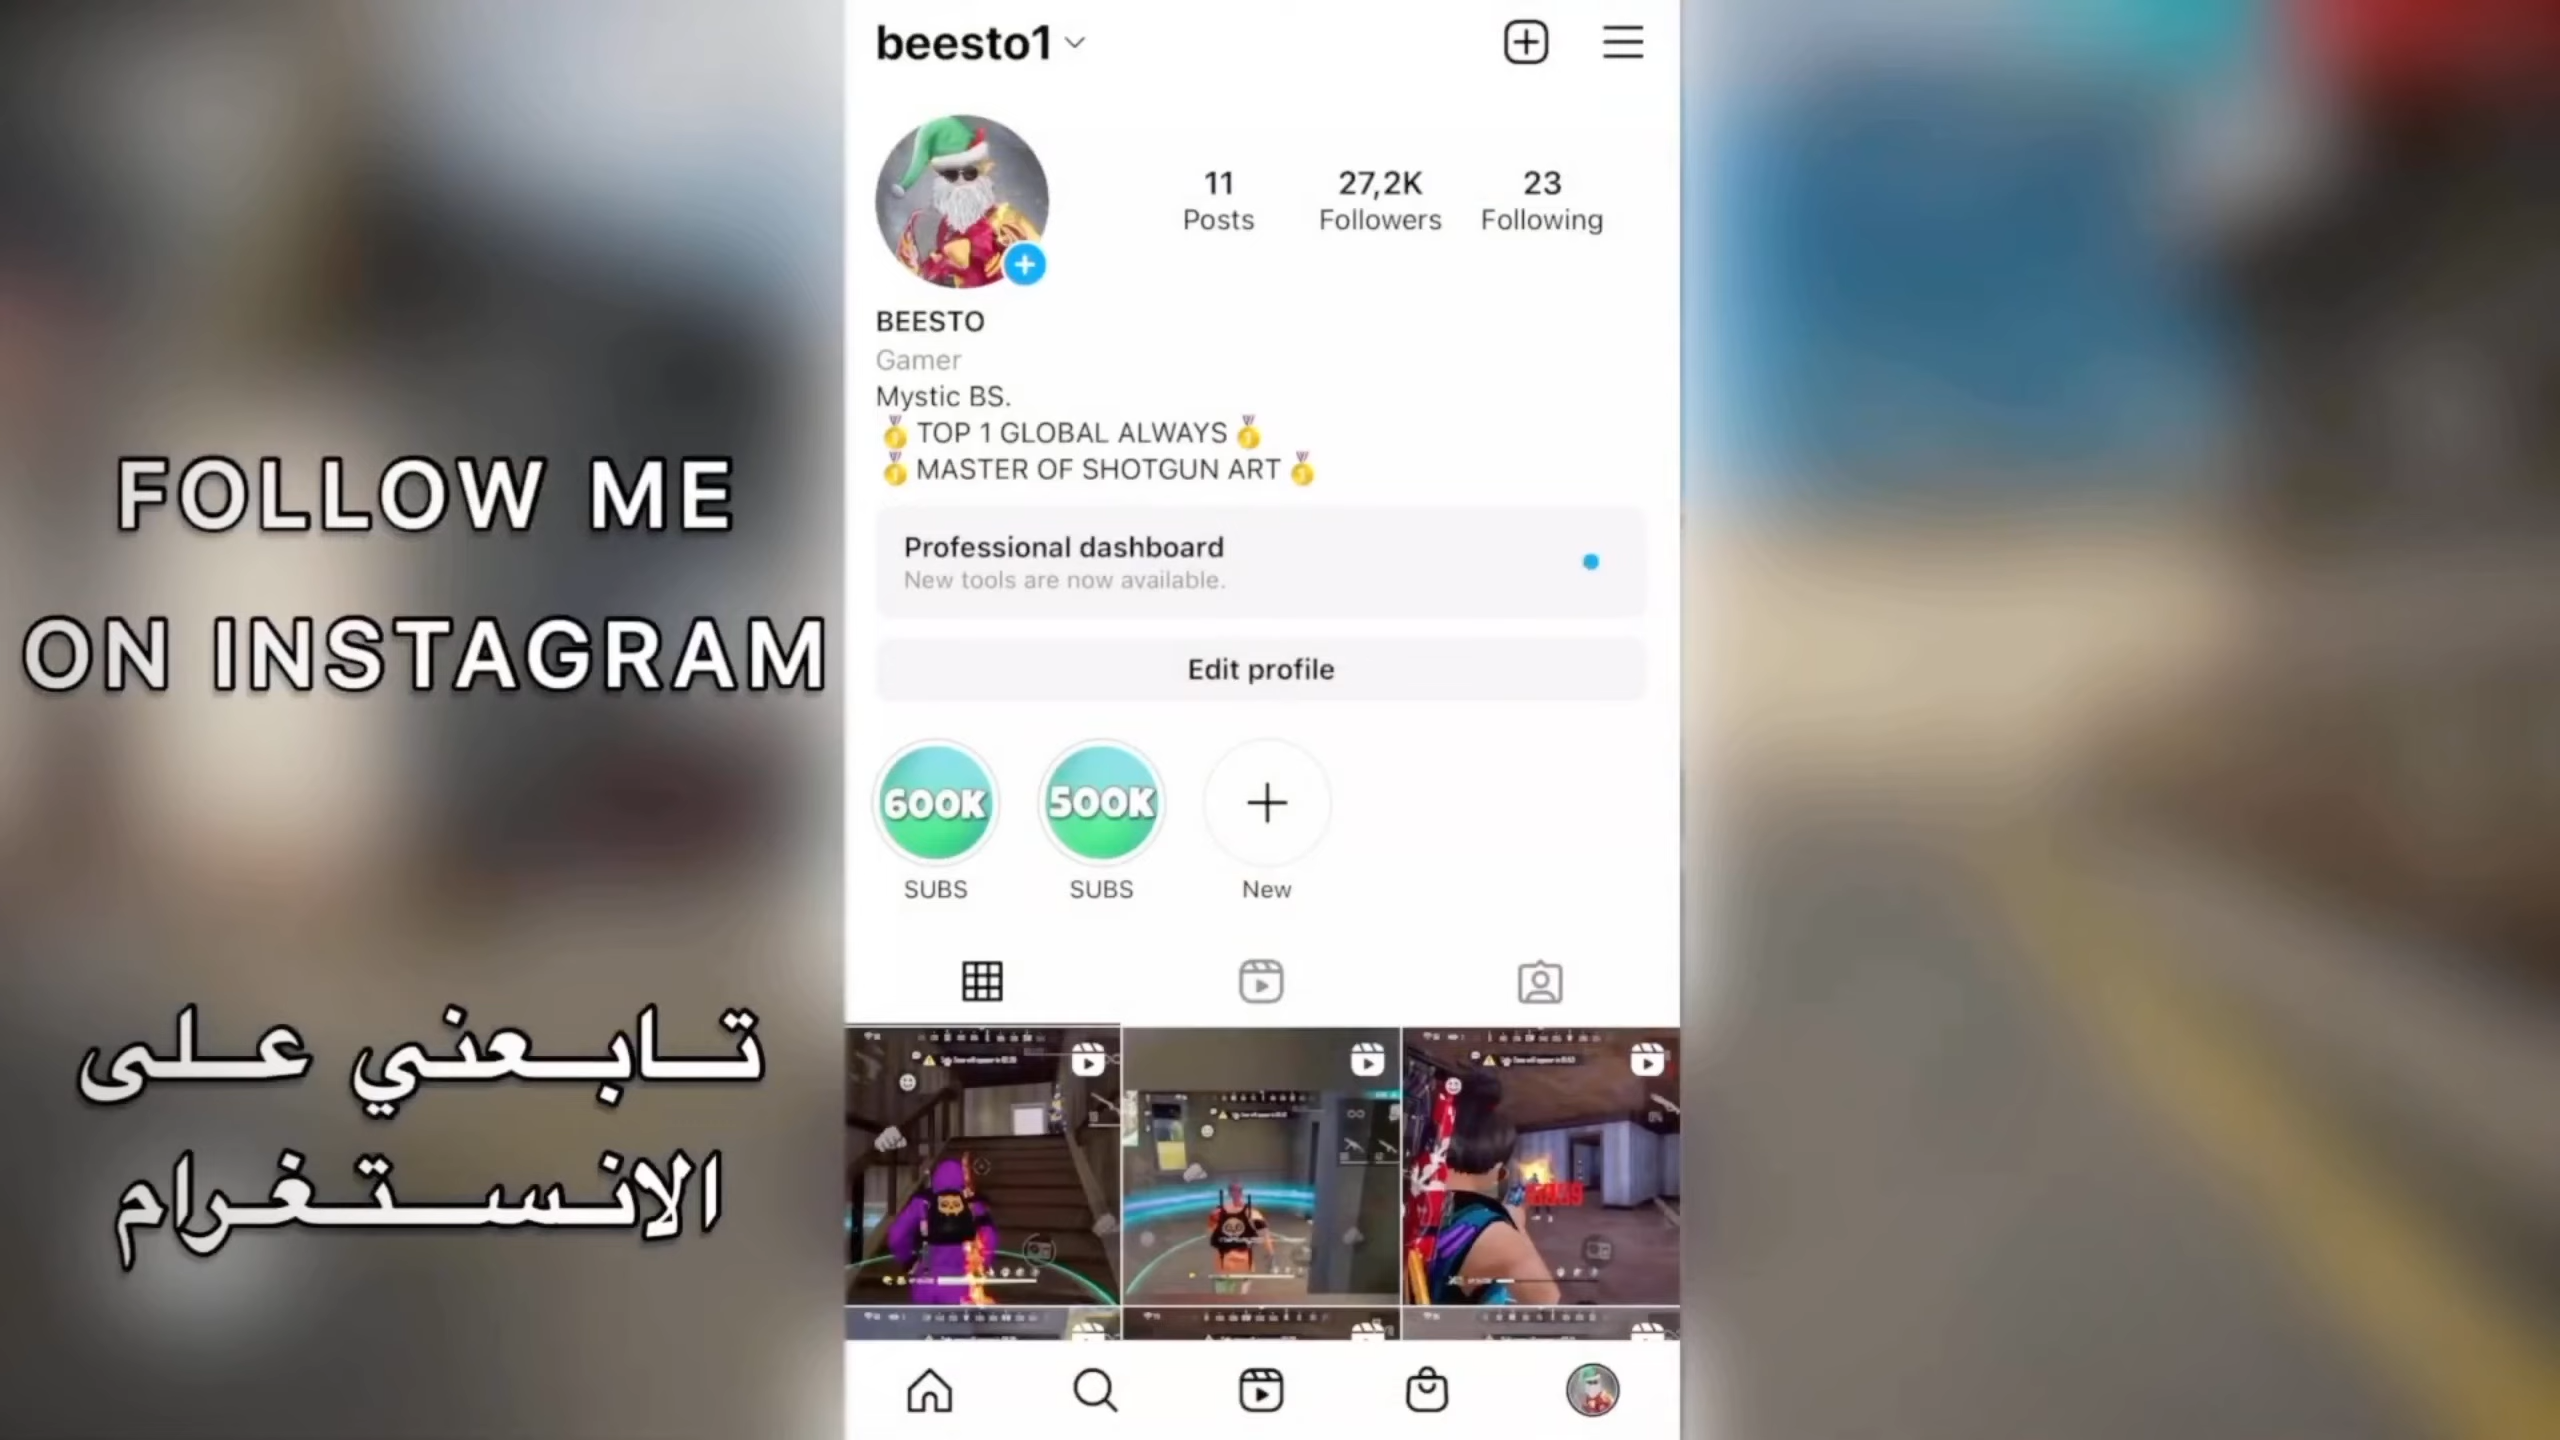 beesto1
11
Posts
27,2K
Followers
23
Following
BEESTO
Gamer
Mystic BS.
🥇 TOP 1 GLOBAL ALWAYS 🥇
🥇 MASTER OF SHOTGUN ART 🥇
Professional dashboard
New tools are now available.
Edit profile
600K
500K
SUBS
SUBS
New
FOLLOW ME
ON INSTAGRAM
تابعني على
الانستغرام